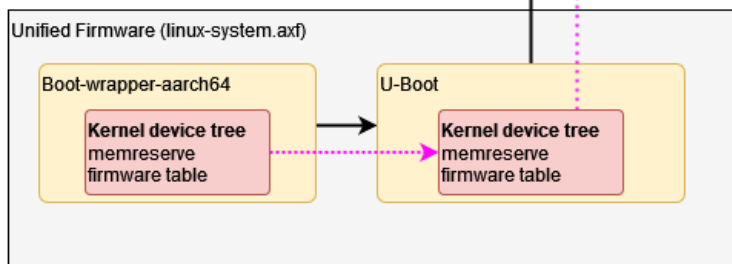 Unified Firmware (linux-system.axf)
Boot-wrapper-aarch64
Kernel device tree
memreserve
firmware table
U-Boot
Kernel device tree
memreserve
firmware table